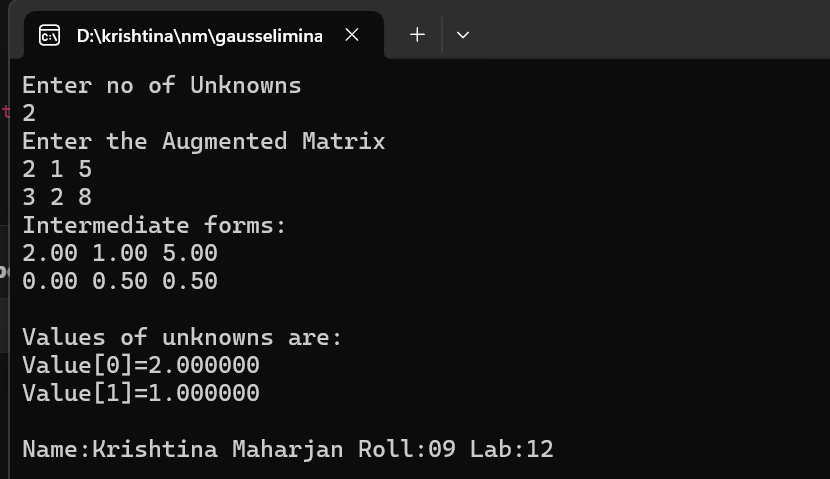 D:\krishtina\nm\gausselimina
Enter no of Unknowns
2
Enter the Augmented Matrix
2 1 5
3 2 8
Intermediate forms:
2.00 1.00 5.00
0.00 0.50 0.50
Values of unknowns are:
Value[0]=2.000000
Value[1]=1.000000
Name:Krishtina Maharjan Roll:09 Lab:12